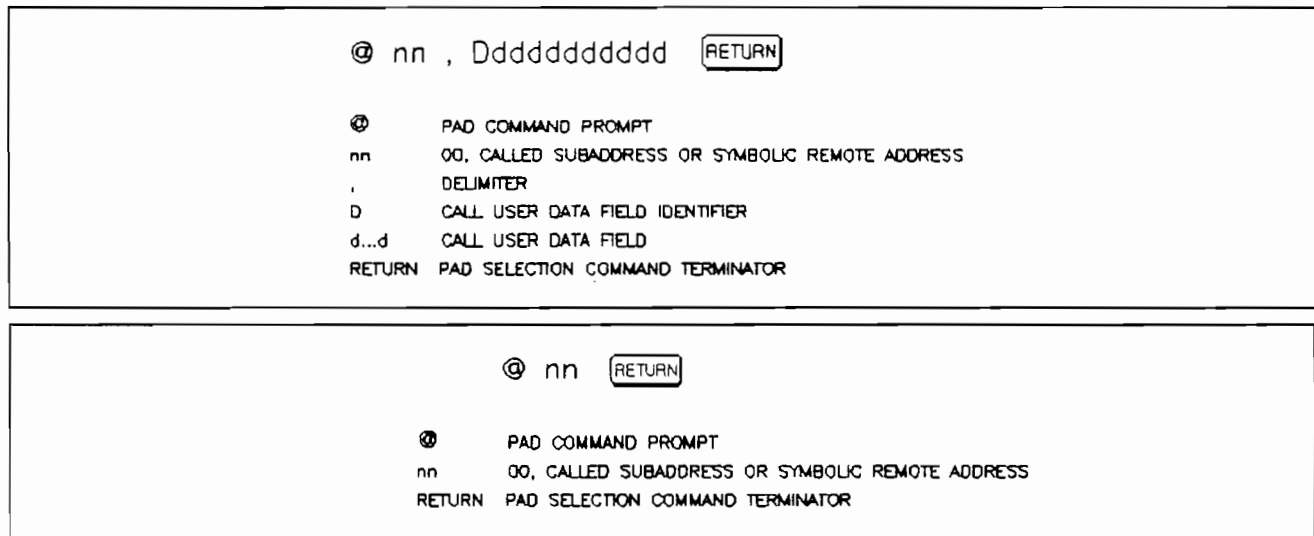 @ nn , Ddddddddddd RETURN
@ PAD COMMAND PROMPT
nn 00, CALLED SUBADDRESS OR SYMBOLIC REMOTE ADDRESS
, DELIMITER
D CALL USER DATA FIELD IDENTIFIER
d...d CALL USER DATA FIELD
RETURN PAD SELECTION COMMAND TERMINATOR
@ nn RETURN
@ PAD COMMAND PROMPT
nn 00, CALLED SUBADDRESS OR SYMBOLIC REMOTE ADDRESS
RETURN PAD SELECTION COMMAND TERMINATOR